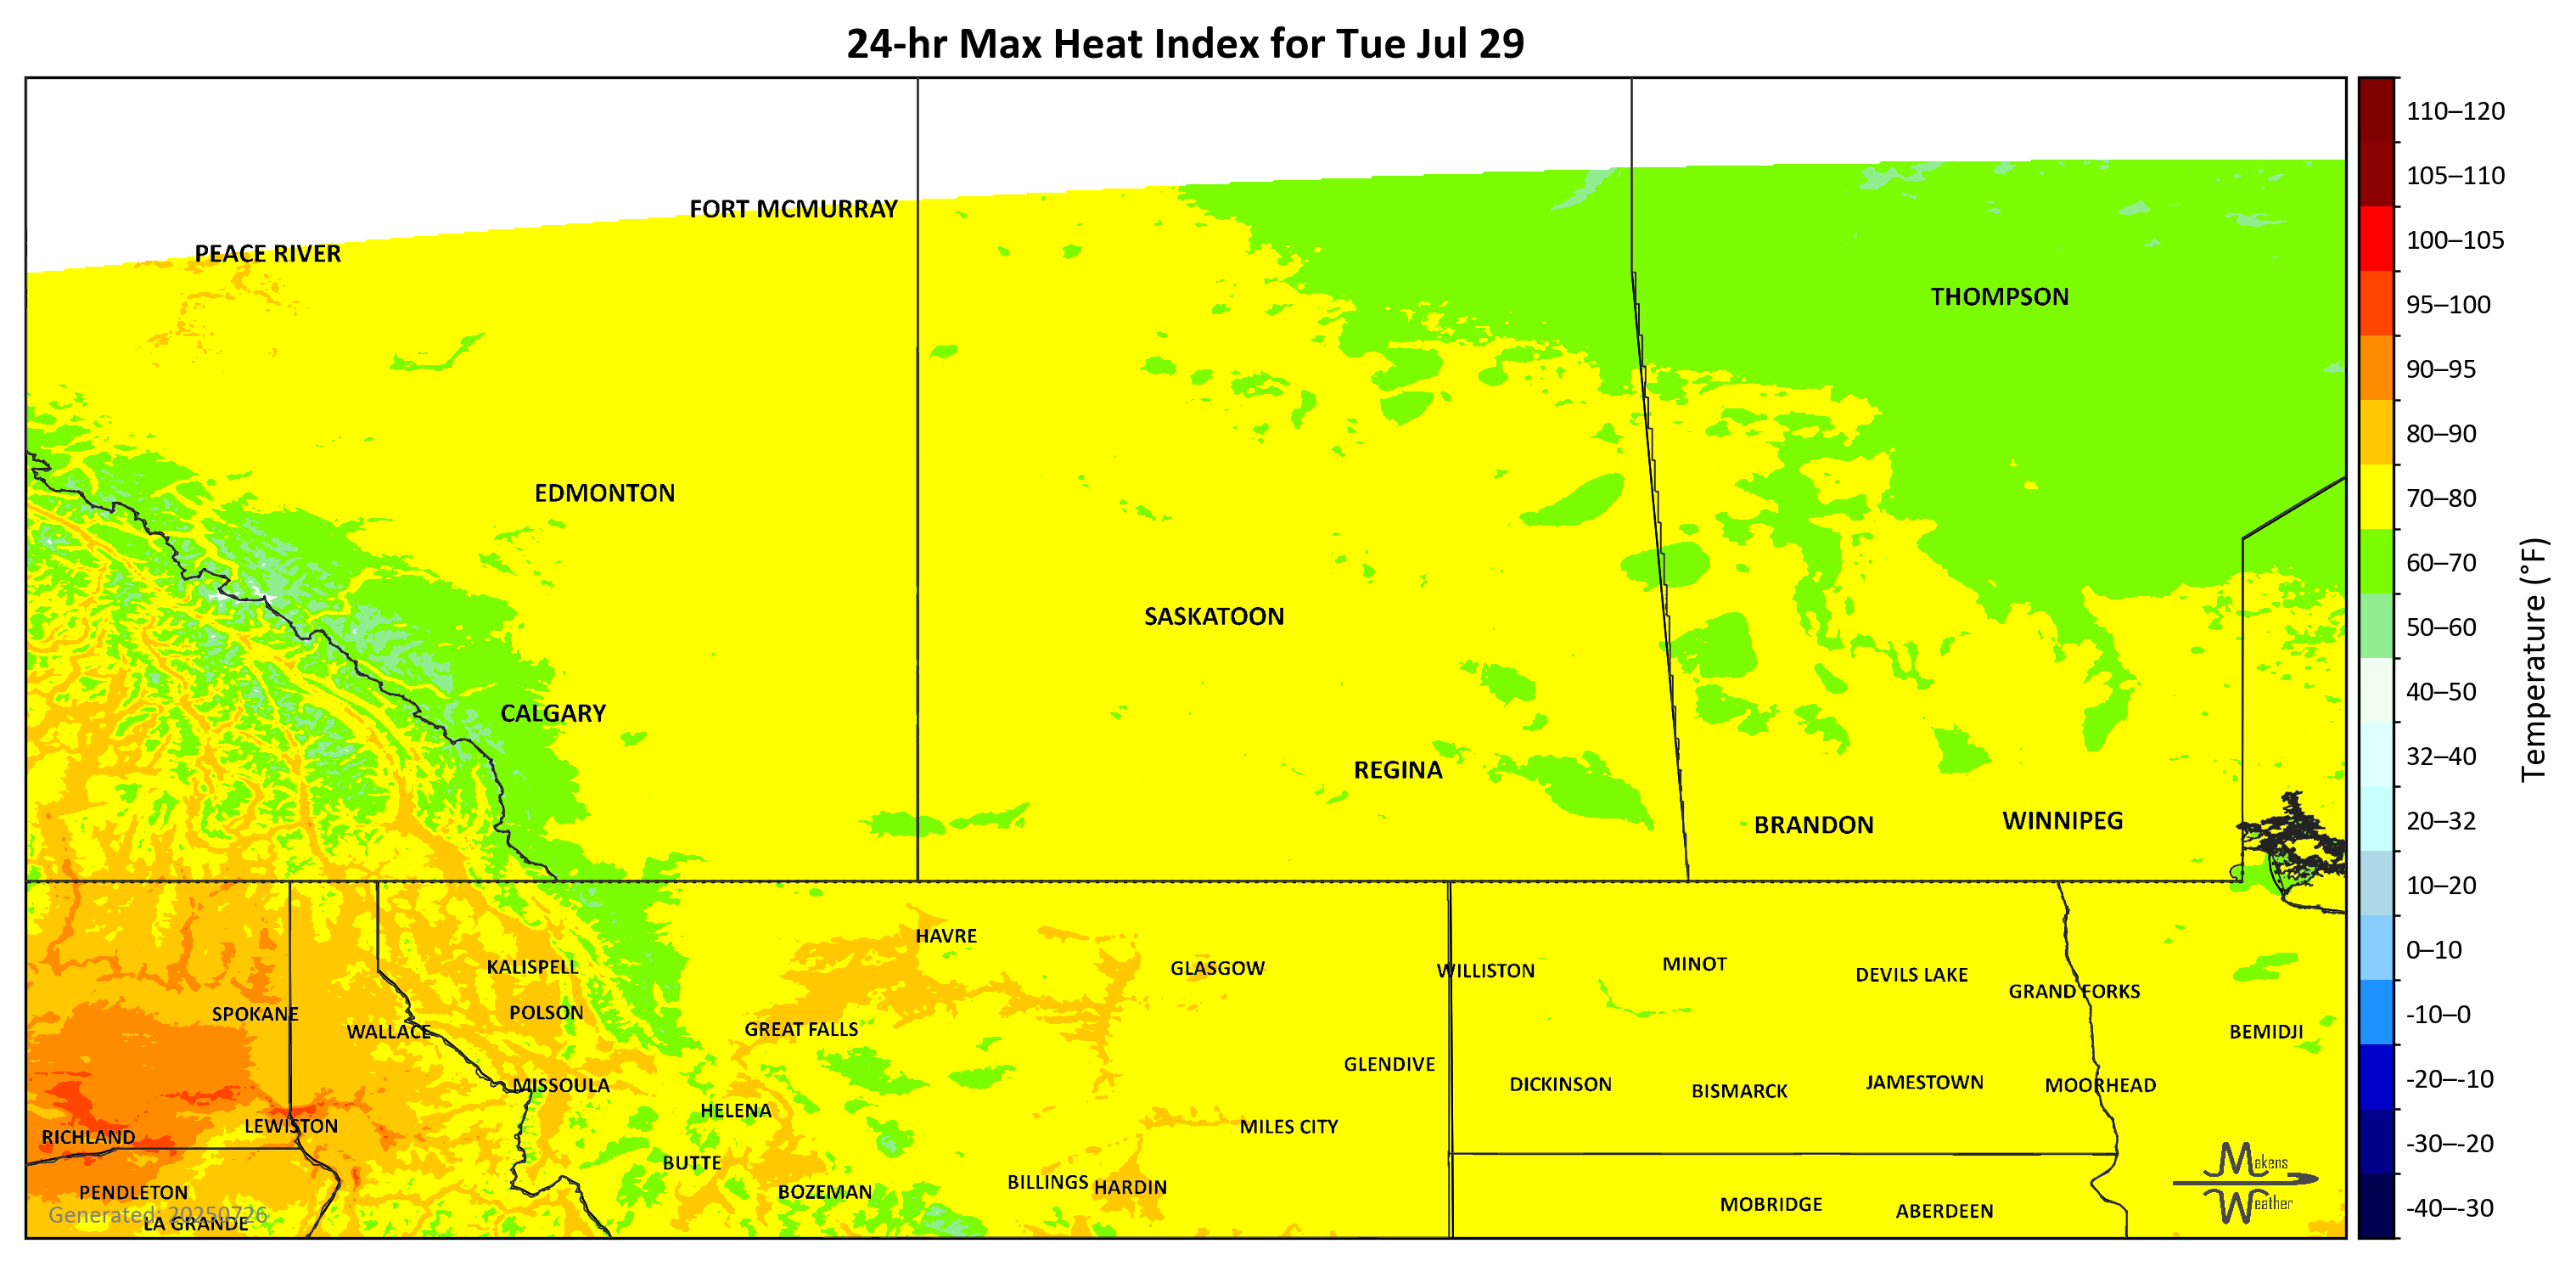 24-hr Max Heat Index for Tue Jul 29
FORT MCMURRAY
PEACE RIVER
THOMPSON
EDMONTON
SASKATOON
CALGARY
REGINA
BRANDON
WINNIPEG
HAVRE
KALISPELL
GLASGOW
WILLISTON
MINOT
DEVILS LAKE
GRAND FORKS
SPOKANE
POLSON
WALLACE
GREAT FALLS
BEMIDJI
GLENDIVE
MISSOULA
DICKINSON
BISMARCK
JAMESTOWN
MOORHEAD
HELENA
LEWISTON
MILES CITY
RICHLAND
BUTTE
BOZEMAN
BILLINGS
HARDIN
PENDLETON
MOBRIDGE
ABERDEEN
Generated: 20250726
LA GRANDE
Makens
Weather
110–120
105–110
100–105
95–100
90–95
80–90
70–80
60–70
50–60
40–50
32–40
20–32
10–20
0–10
-10–0
-20–-10
-30–-20
-40–-30
Temperature (°F)